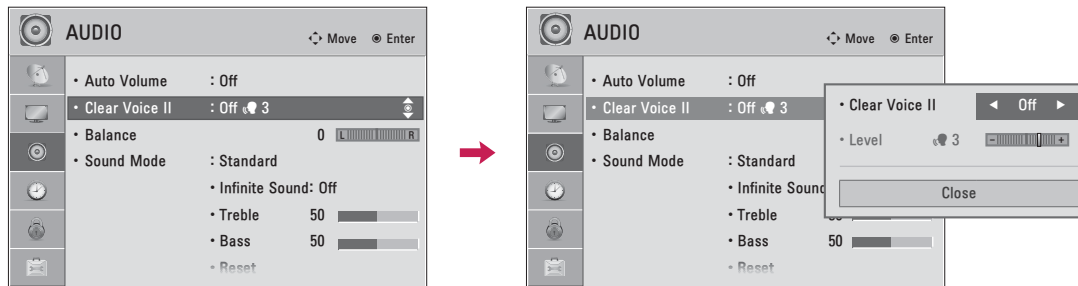 AUDIO
Move Enter
• Auto Volume : Off
• Clear Voice II : Off 3
• Balance 0 L R
• Sound Mode : Standard
• Infinite Sound: Off
• Treble 50
• Bass 50
• Reset
AUDIO
Move Enter
• Auto Volume : Off
• Clear Voice II : Off 3
• Balance
• Sound Mode : Standard
• Infinite Sound
• Treble
• Bass 50
• Reset
• Clear Voice II ◄ Off ►
• Level 3 - +
Close